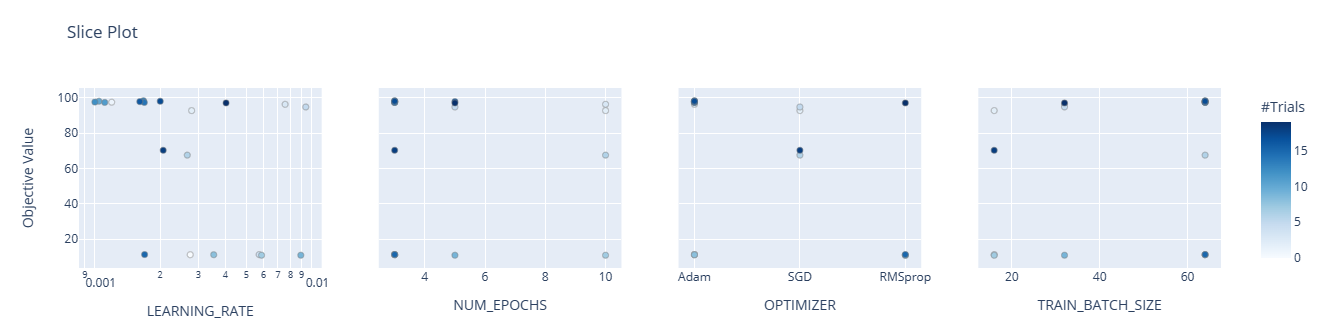 Slice Plot
#Trials
100
80
60
40
20
Objective Value
15
10
5
0
9 2 3 4 5 6 7 8 9
0.001 0.01
4 6 8 10
Adam SGD RMSprop
20 40 60
LEARNING_RATE
NUM_EPOCHS
OPTIMIZER
TRAIN_BATCH_SIZE